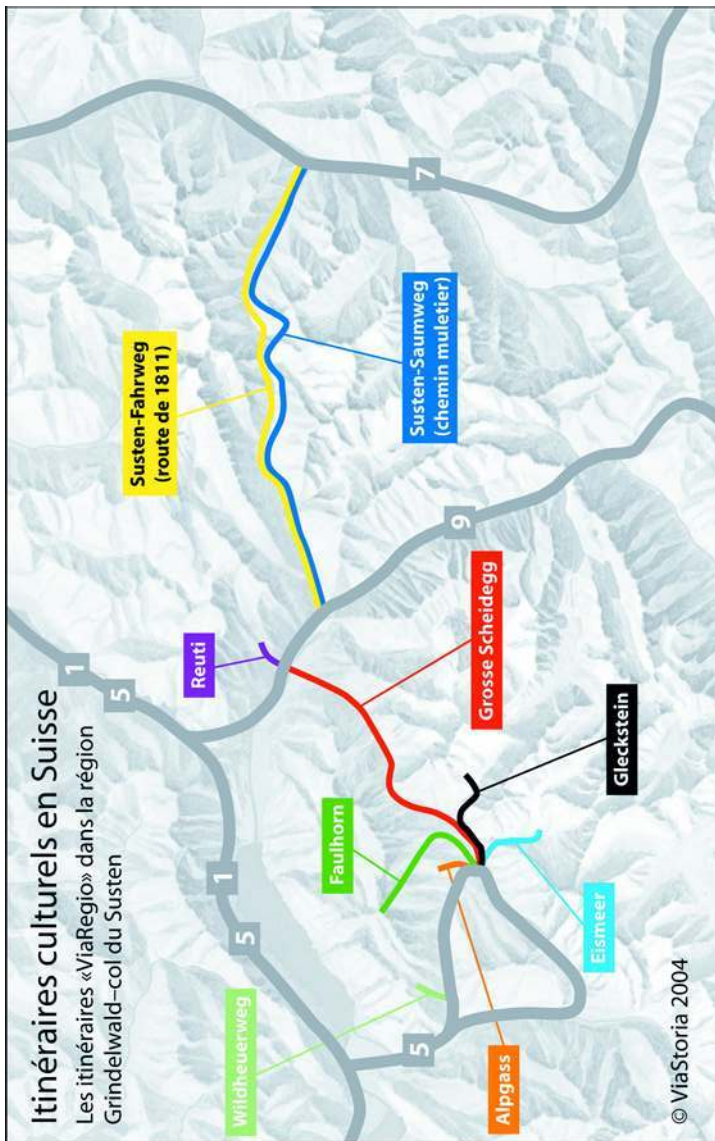 Itinéraires culturels en Suisse
Les itinéraires «ViaRegio» dans la région
Grindelwald–col du Susten
1
5
1
5
5
Wildheuerweg
Reuti
Susten-Fahrweg
(route de 1811)
Faulhorn
Alpgass
Eismeer
Gleckstein
Grosse Scheidegg
9
Susten-Saumweg
(chemin muletier)
7
© ViaStoria 2004